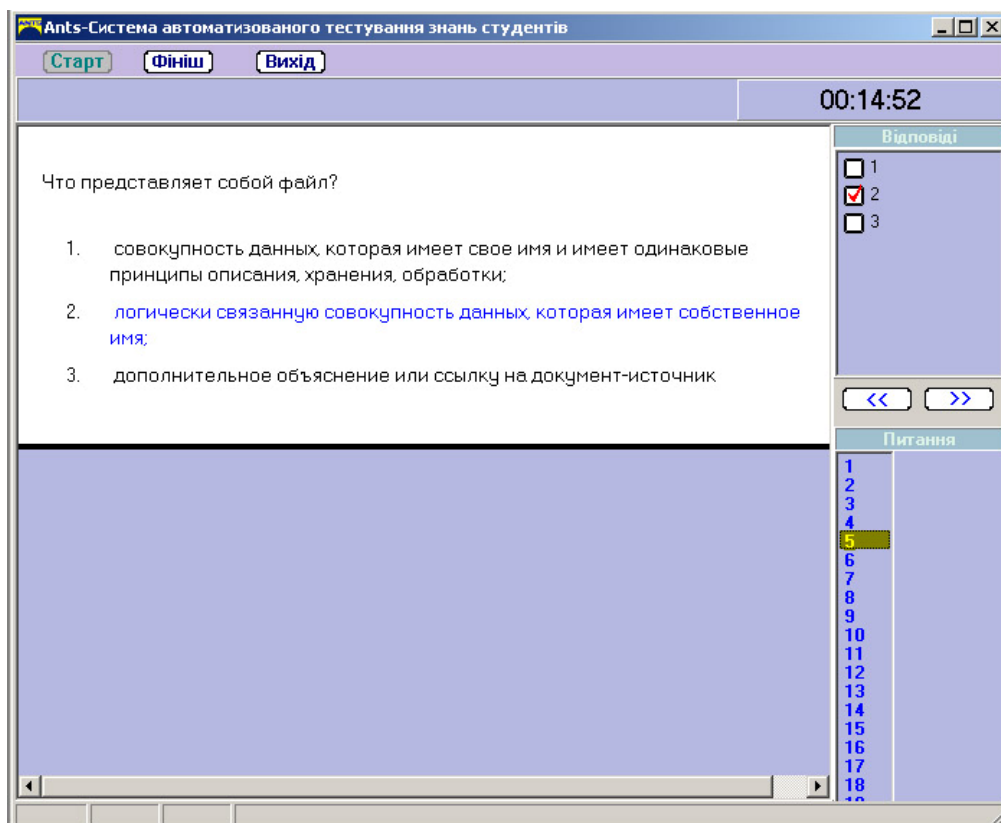 ANTS Ants-Система автоматизованого тестування знань студентів
Старт Фініш Вихід
00:14:52
Відповіді
1
2
3
Что представляет собой файл?
1. совокупность данных, которая имеет свое имя и имеет одинаковые
принципы описания, хранения, обработки;
2. логически связанную совокупность данных, которая имеет собственное
имя;
3. дополнительное объяснение или ссылку на документ-источник
<< >>
Питання
1
2
3
4
5
6
7
8
9
10
11
12
13
14
15
16
17
18